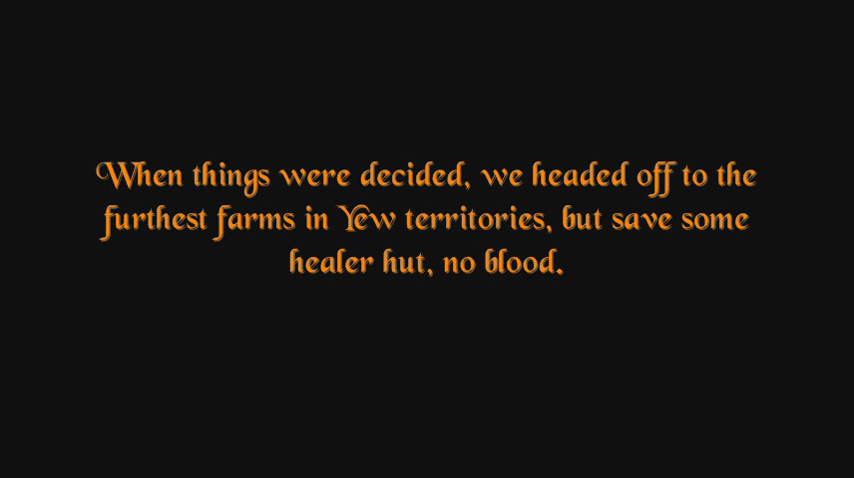 When things were decided, we headed off to the
furthest farms in Yew territories, but save some
healer hut, no blood.